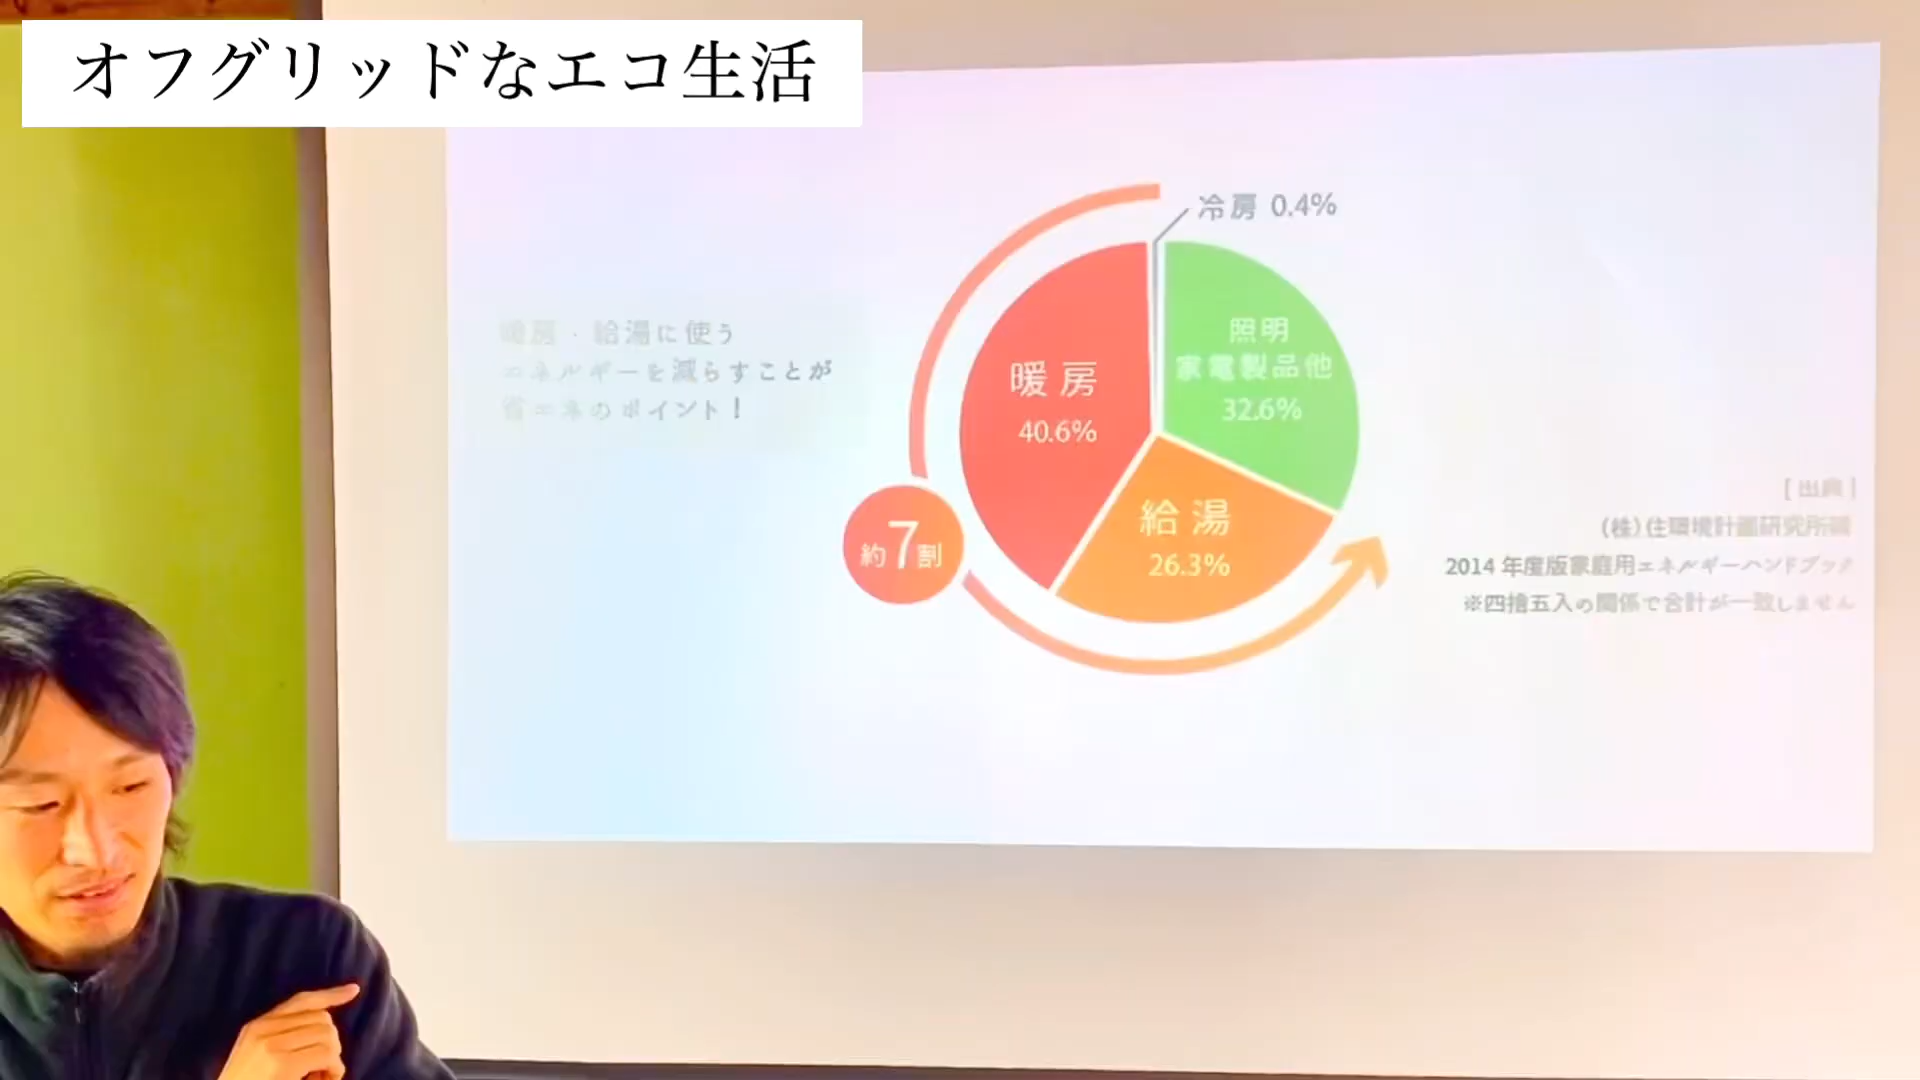 オフグリッドなエコ生活
冷房 0.4%
暖房・給湯に使う
エネルギーを減らすことが
省エネのポイント！
照明
家電製品他
32.6%
暖房
40.6%
給湯
26.3%
約7割
[出典]
(株)住環境計画研究所編
2014年度版家庭用エネルギーハンドブック
※四捨五入の関係で合計が一致しません